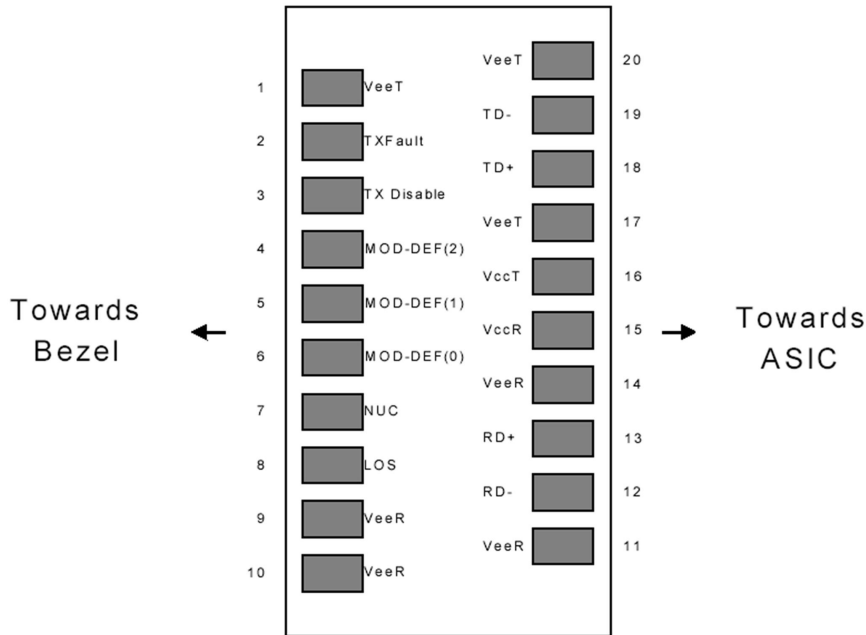 VeeT 20
1 VeeT
TD- 19
2 TXFault
TD+ 18
3 TX Disable
VeeT 17
4 MOD-DEF(2)
VccT 16
5 MOD-DEF(1)
Towards
Bezel
VccR 15
Towards
ASIC
6 MOD-DEF(0)
VeeR 14
7 NUC
RD+ 13
8 LOS
RD- 12
9 VeeR
VeeR 11
10 VeeR